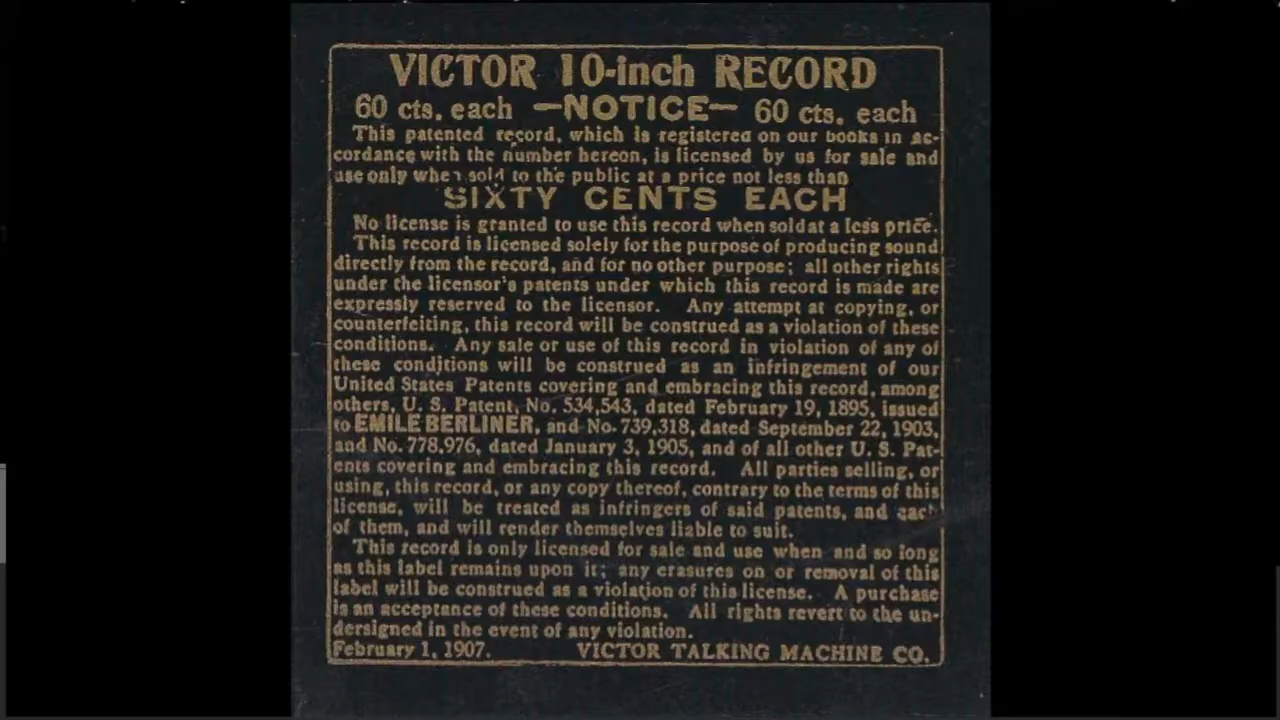 VICTOR 10-inch RECORD
60 cts. each —NOTICE— 60 cts. each
This patented record, which is registered on our books in ac-
cordance with the number hereon, is licensed by us for sale and
use only when sold to the public at a price not less than
SIXTY CENTS EACH
No license is granted to use this record when sold at a less price.
This record is licensed solely for the purpose of producing sound
directly from the record, and for no other purpose; all other rights
under the licensor's patents under which this record is made are
expressly reserved to the licensor. Any attempt at copying, or
counterfeiting, this record will be construed as a violation of these
conditions. Any sale or use of this record in violation of any of
these conditions will be construed as an infringement of our
United States Patents covering and embracing this record, among
others, U. S. Patent, No. 534,543, dated February 19, 1895, issued
to EMILE BERLINER, and No. 739,318, dated September 22, 1903,
and No. 778,976, dated January 3, 1905, and of all other U. S. Pat-
ents covering and embracing this record. All parties selling, or
using, this record, or any copy thereof, contrary to the terms of this
license, will be treated as infringers of said patents, and each
of them, and will render themselves liable to suit.
This record is only licensed for sale and use when and so long
as this label remains upon it; any erasures on or removal of this
label will be construed as a violation of this license. A purchase
is an acceptance of these conditions. All rights revert to the un-
dersigned in the event of any violation.
February 1, 1907. VICTOR TALKING MACHINE CO.